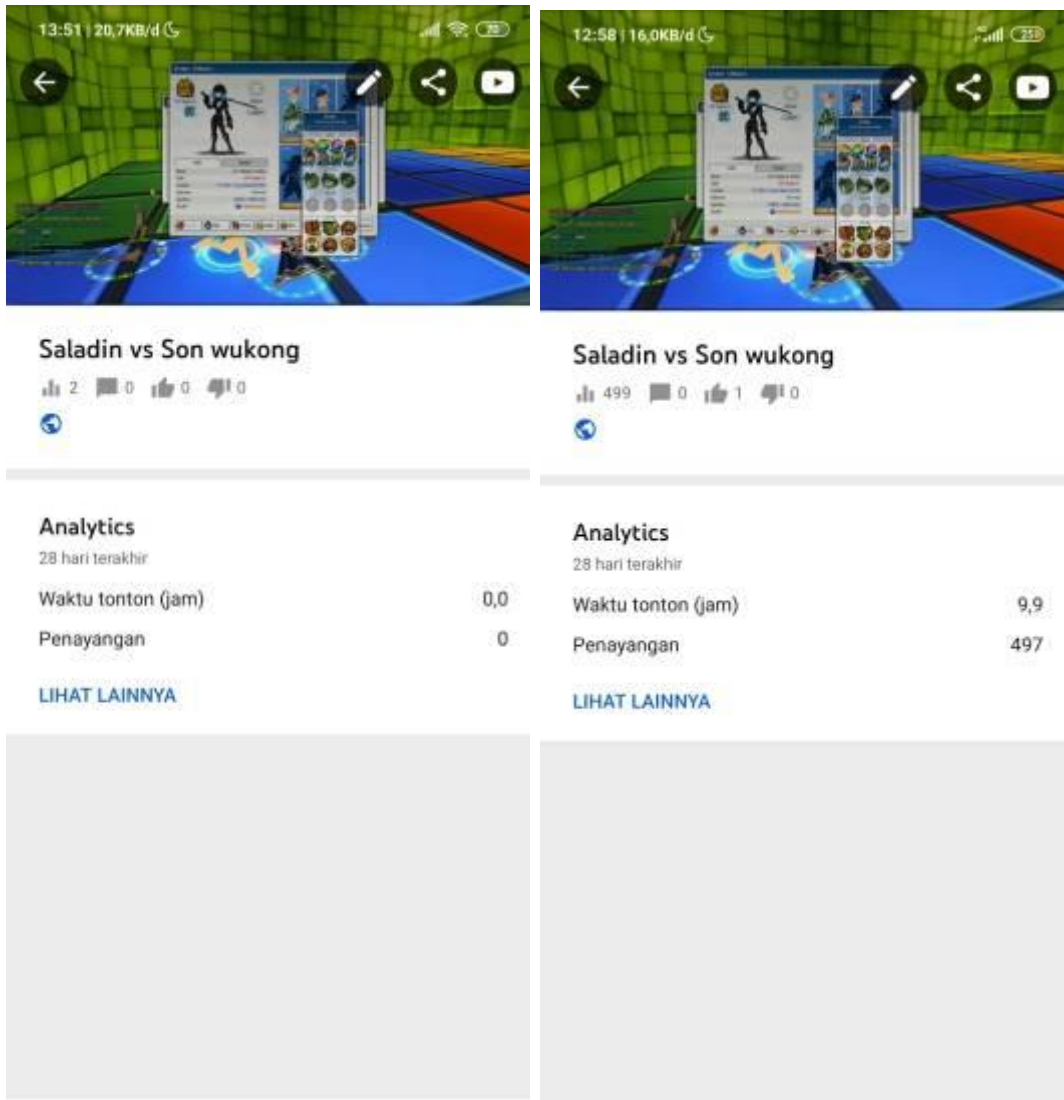 13:51 | 20,7KB/d
20
Saladin vs Son wukong
2 0 0 0
Analytics
28 hari terakhir
Waktu tonton (jam) 0,0
Penayangan 0
LIHAT LAINNYA
12:58 | 16,0KB/d
Saladin vs Son wukong
499 0 1 0
Analytics
28 hari terakhir
Waktu tonton (jam) 9,9
Penayangan 497
LIHAT LAINNYA